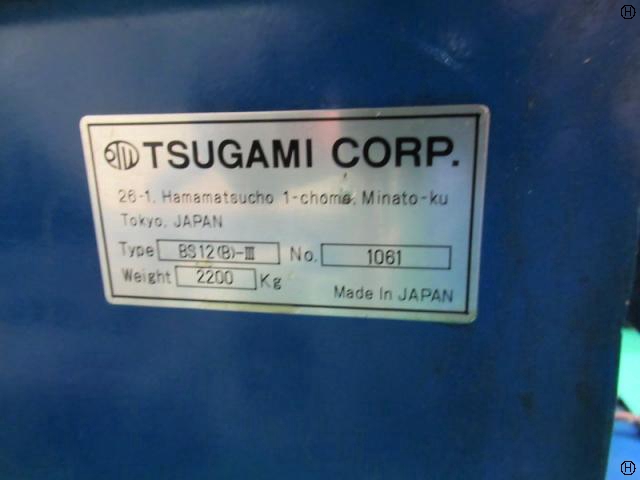 TSUGAMI CORP.
26-1, Hamamatsucho 1-chome, Minato-ku
Tokyo, JAPAN
Type BS12(B)-III No. 1061
Weight 2200 Kg
Made In JAPAN
H
H